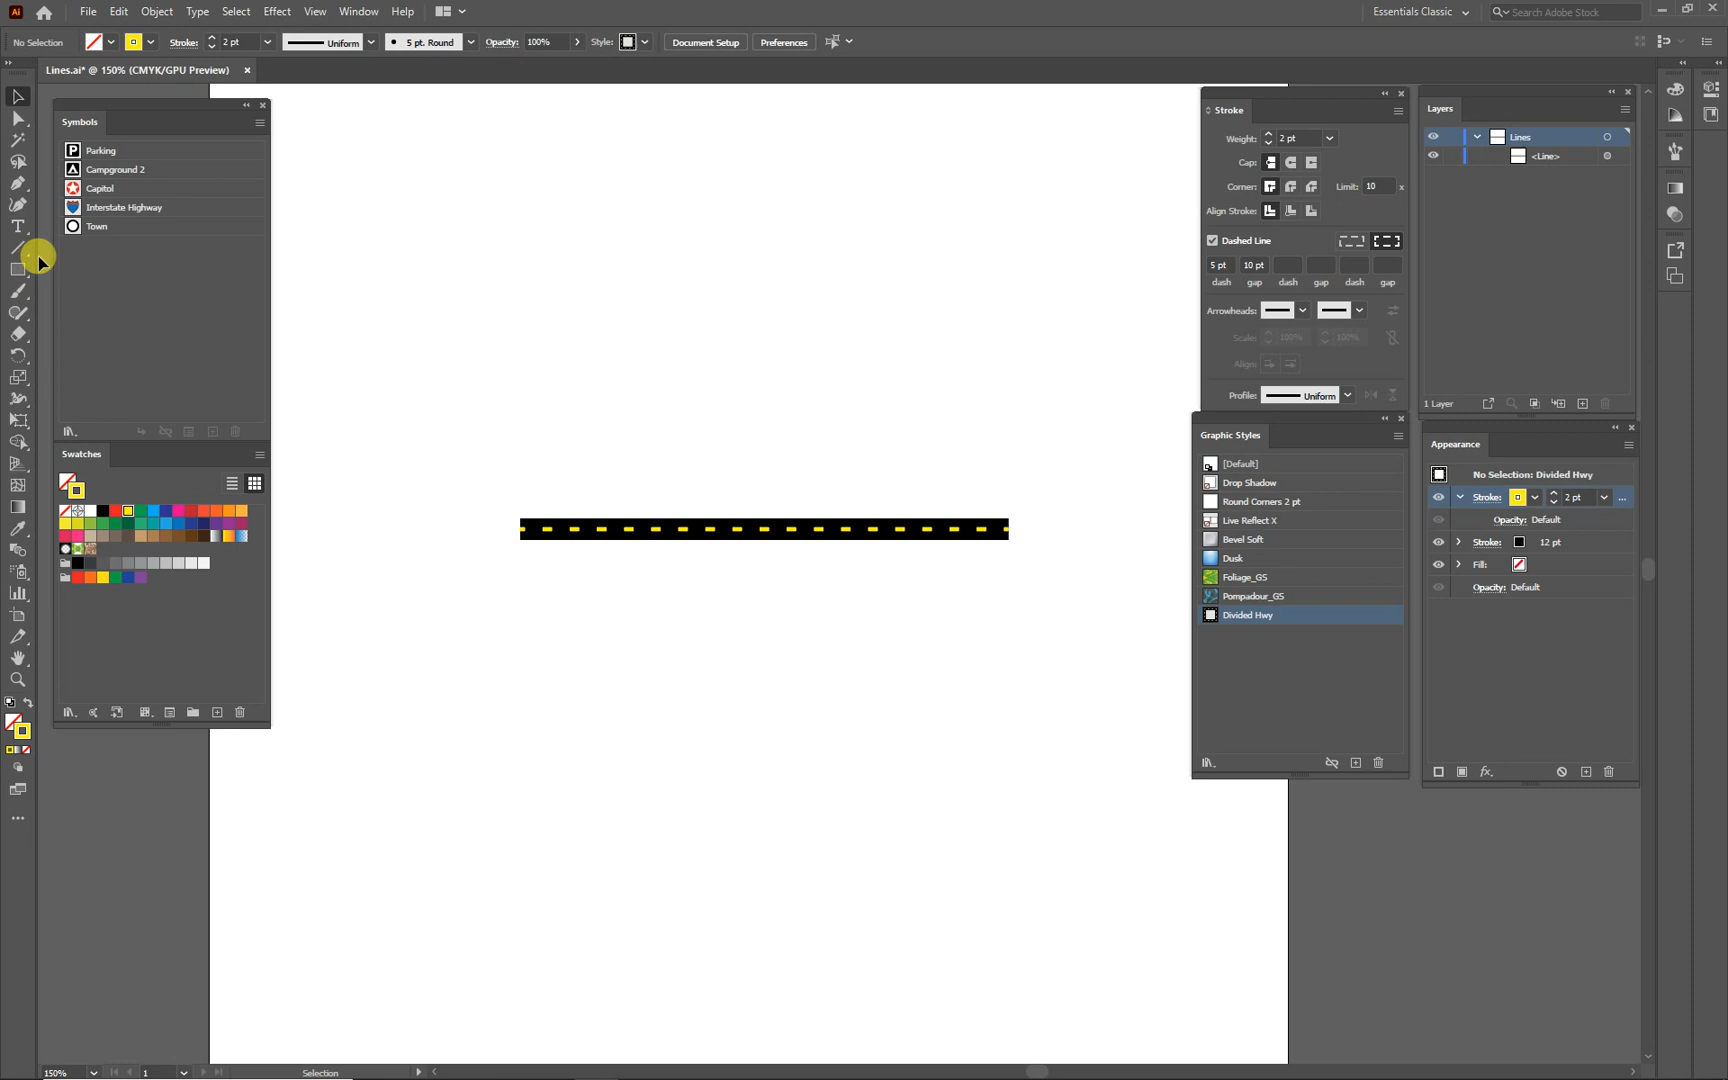 Ai File Edit Object Type Select Effect View Window Help Essentials Classic Search Adobe Stock
No Selection Stroke: 2 pt Uniform 5 pt. Round Opacity: 100% Style: Document Setup Preferences
Lines.ai* @ 150% (CMYK/GPU Preview)
Symbols
Parking
Campground 2
Capitol
Interstate Highway
Town
Swatches
Stroke
Weight: 2 pt
Cap:
Corner: Limit: 10 x
Align Stroke:
Dashed Line
5 pt 10 pt
dash gap dash gap dash gap
Arrowheads:
Scale: 100% 100%
Align:
Profile: Uniform
Graphic Styles
[Default]
Drop Shadow
Round Corners 2 pt
Live Reflect X
Bevel Soft
Dusk
Foliage_GS
Pompadour_GS
Divided Hwy
Layers
Lines
<Line>
1 Layer
Appearance
No Selection: Divided Hwy
Stroke: 2 pt ...
Opacity: Default
Stroke: 12 pt
Fill:
Opacity: Default
fx
150% 1 Selection